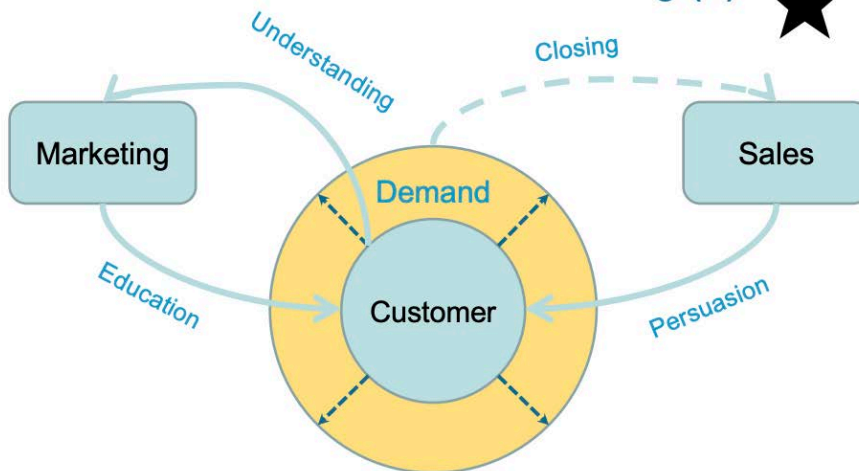 Understanding
Closing
Marketing
Sales
Demand
Customer
Education
Persuasion